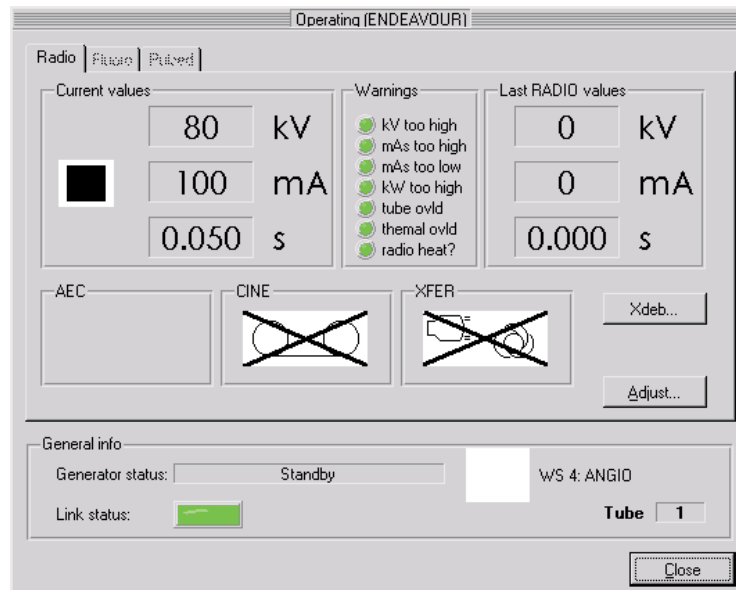 Operating (ENDEAVOUR)
Radio Fluoro Pulsed
Current values
80 kV
100 mA
0.050 s
Warnings
kV too high
mAs too high
mAs too low
kW too high
tube ovld
themal ovld
radio heat?
Last RADIO values
0 kV
0 mA
0.000 s
AEC
CINE
XFER
Xdeb...
Adjust...
General info
Generator status: Standby
WS 4: ANGIO
Link status:
Tube 1
Close